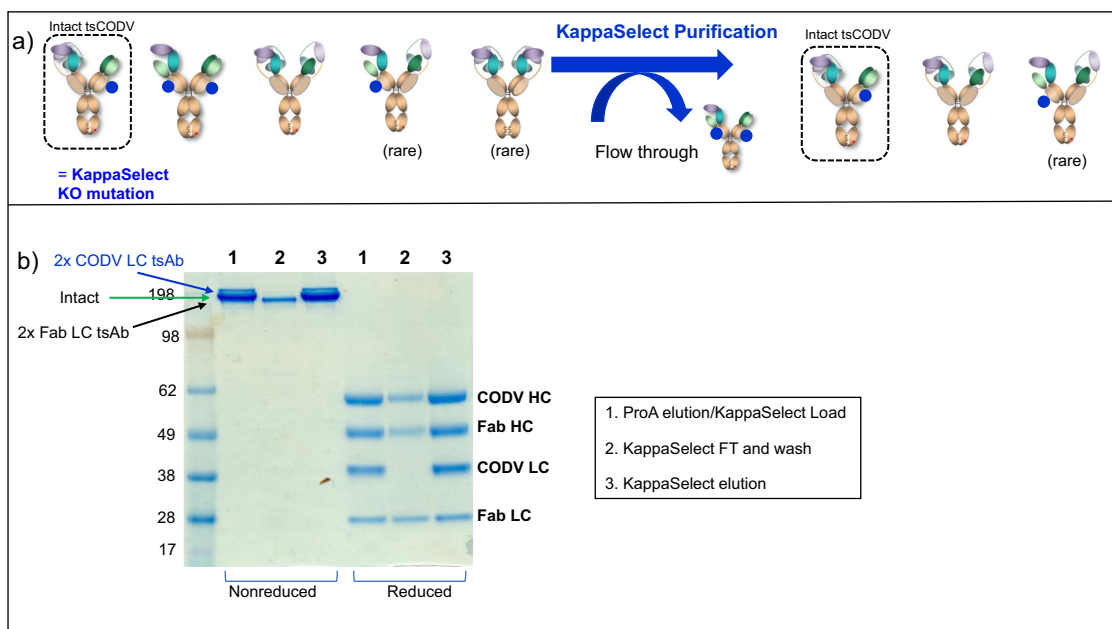 a)
Intact tsCODV
= KappaSelect
KO mutation
(rare)
(rare)
KappaSelect Purification
Flow through
Intact tsCODV
(rare)
b)
2x CODV LC tsAb
Intact
2x Fab LC tsAb
1 2 3 1 2 3
198
98
62
49
38
28
17
CODV HC
Fab HC
CODV LC
Fab LC
Nonreduced
Reduced
1. ProA elution/KappaSelect Load
2. KappaSelect FT and wash
3. KappaSelect elution